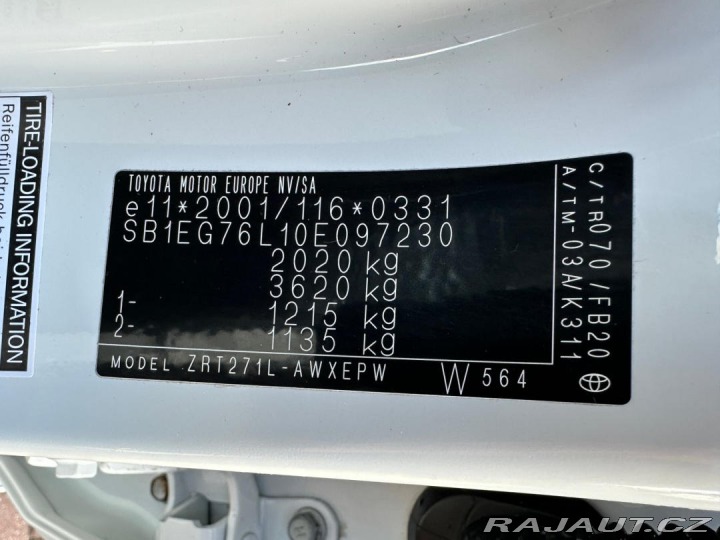 TOYOTA MOTOR EUROPE NV/SA
e11*2001/116*0331
SB1EG76L10E097230
2020 kg
3620 kg
1- 1215 kg
2- 1135 kg
MODEL ZRT271L-AWXEPW W 564
C/TR070/FB20
A/TM-03A/K311
TIRE-LOADING INFORMATION
RAJAUT.CZ